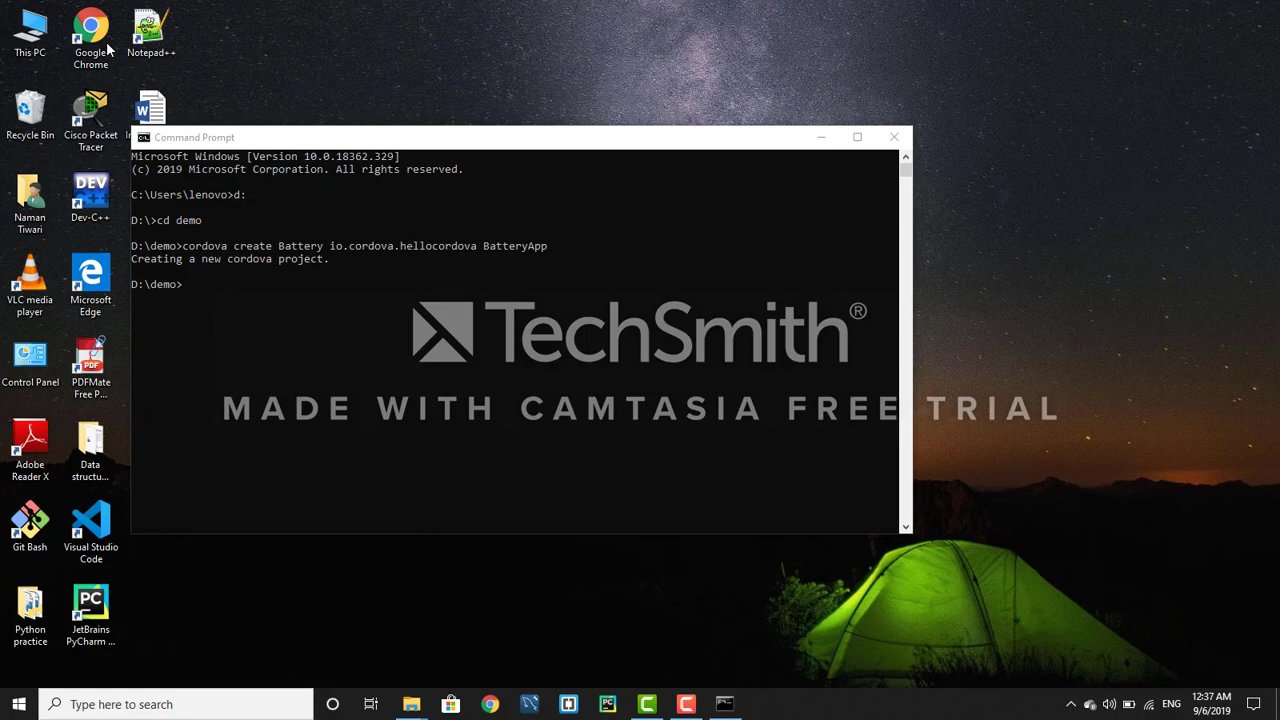 This PC
Google Chrome
Notepad++
Recycle Bin
Cisco Packet Tracer
Command Prompt
Microsoft Windows [Version 10.0.18362.329]
(c) 2019 Microsoft Corporation. All rights reserved.
C:\Users\lenovo>d:
D:\>cd demo
D:\demo>cordova create Battery io.cordova.hellocordova BatteryApp
Creating a new cordova project.
D:\demo>
Naman Tiwari
DEV
Dev-C++
VLC media player
Microsoft Edge
TechSmith®
MADE WITH CAMTASIA FREE TRIAL
Control Panel
PDF
PDFMate Free P...
Adobe Reader X
Data structu...
Git Bash
Visual Studio Code
PC
Python practice
JetBrains PyCharm ...
Type here to search
ENG
12:37 AM
9/6/2019